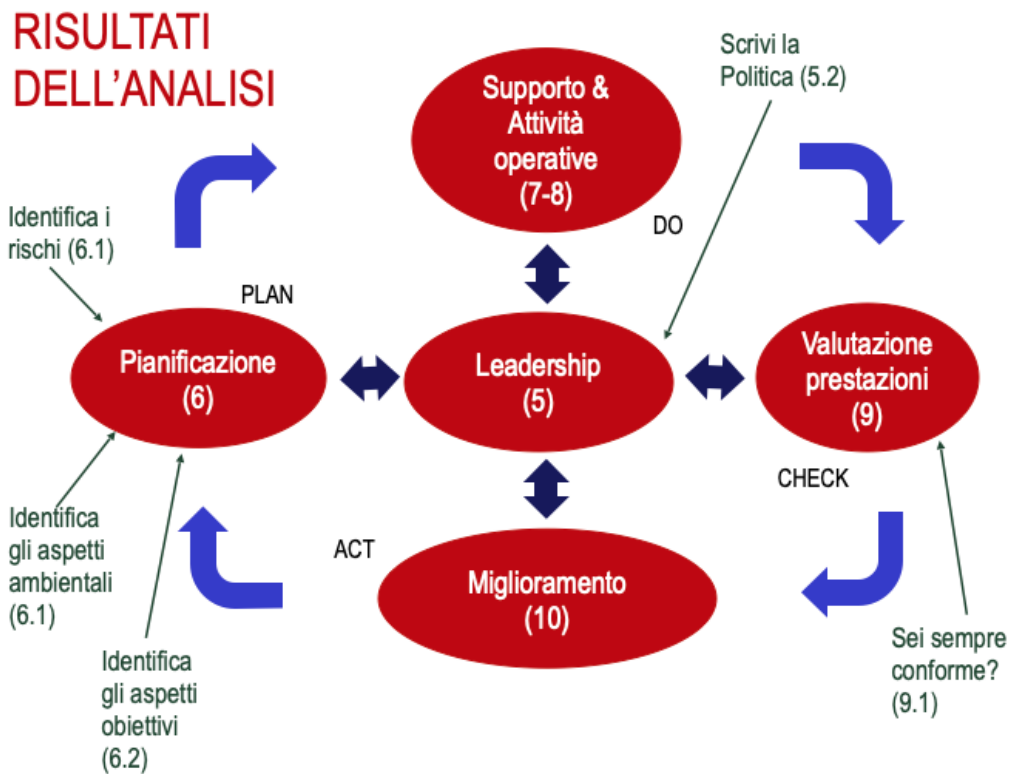 RISULTATI
DELL'ANALISI
Scrivi la
Politica (5.2)
Supporto &
Attività
operative
(7-8)
DO
Identifica i
rischi (6.1)
PLAN
Pianificazione
(6)
Leadership
(5)
Valutazione
prestazioni
(9)
CHECK
Identifica
gli aspetti
ambientali
(6.1)
ACT
Miglioramento
(10)
Identifica
gli aspetti
obiettivi
(6.2)
Sei sempre
conforme?
(9.1)